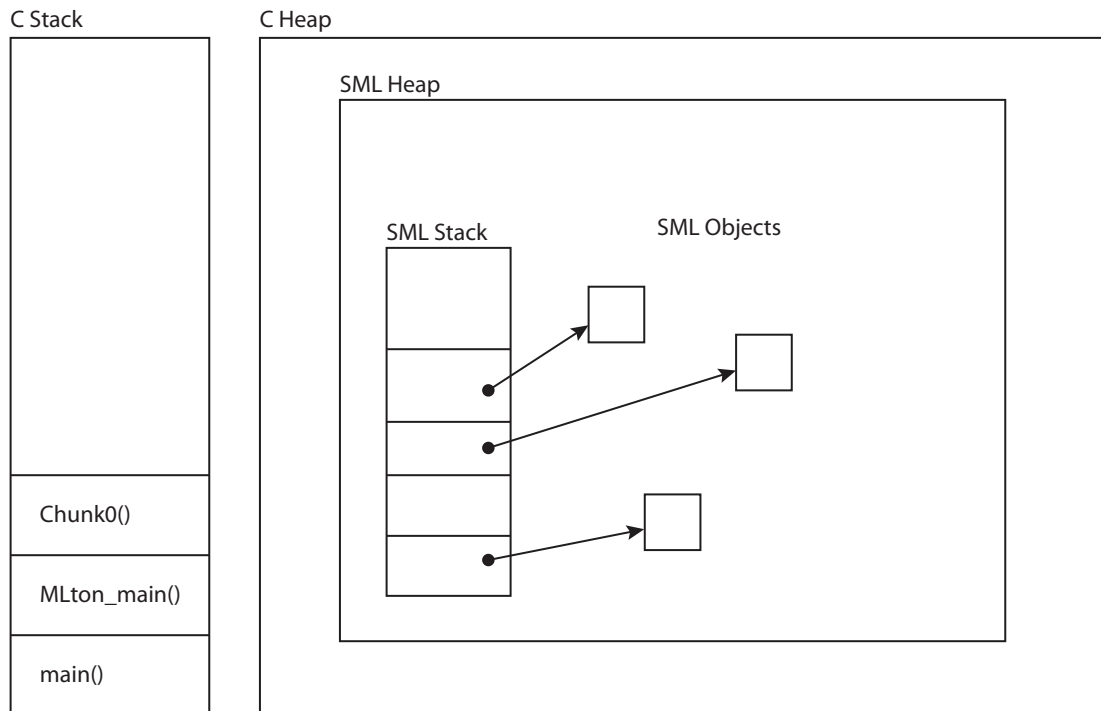 C Stack
C Heap
SML Heap
SML Stack
SML Objects
Chunk0()
MLton_main()
main()